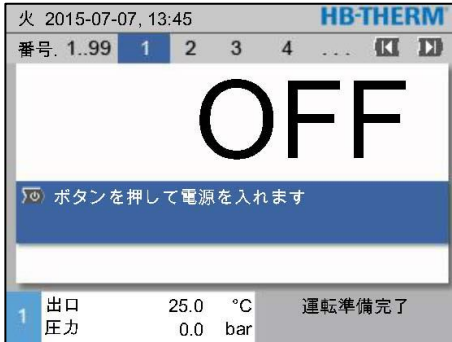 火 2015-07-07, 13:45 HB-THERM
番号. 1..99 1 2 3 4 ...
OFF
ボタンを押して電源を入れます
1 出口 25.0 °C 運転準備完了
圧力 0.0 bar